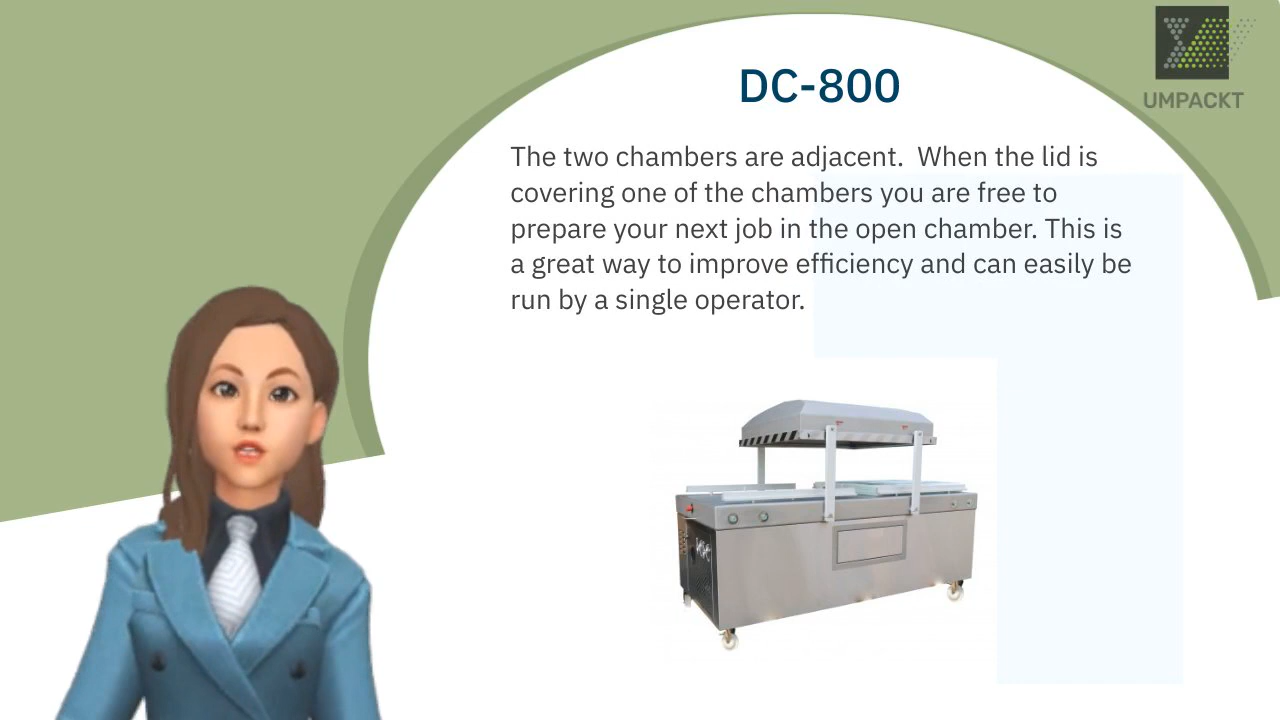 UMPACKT
DC-800
The two chambers are adjacent.  When the lid is
covering one of the chambers you are free to
prepare your next job in the open chamber. This is
a great way to improve efficiency and can easily be
run by a single operator.